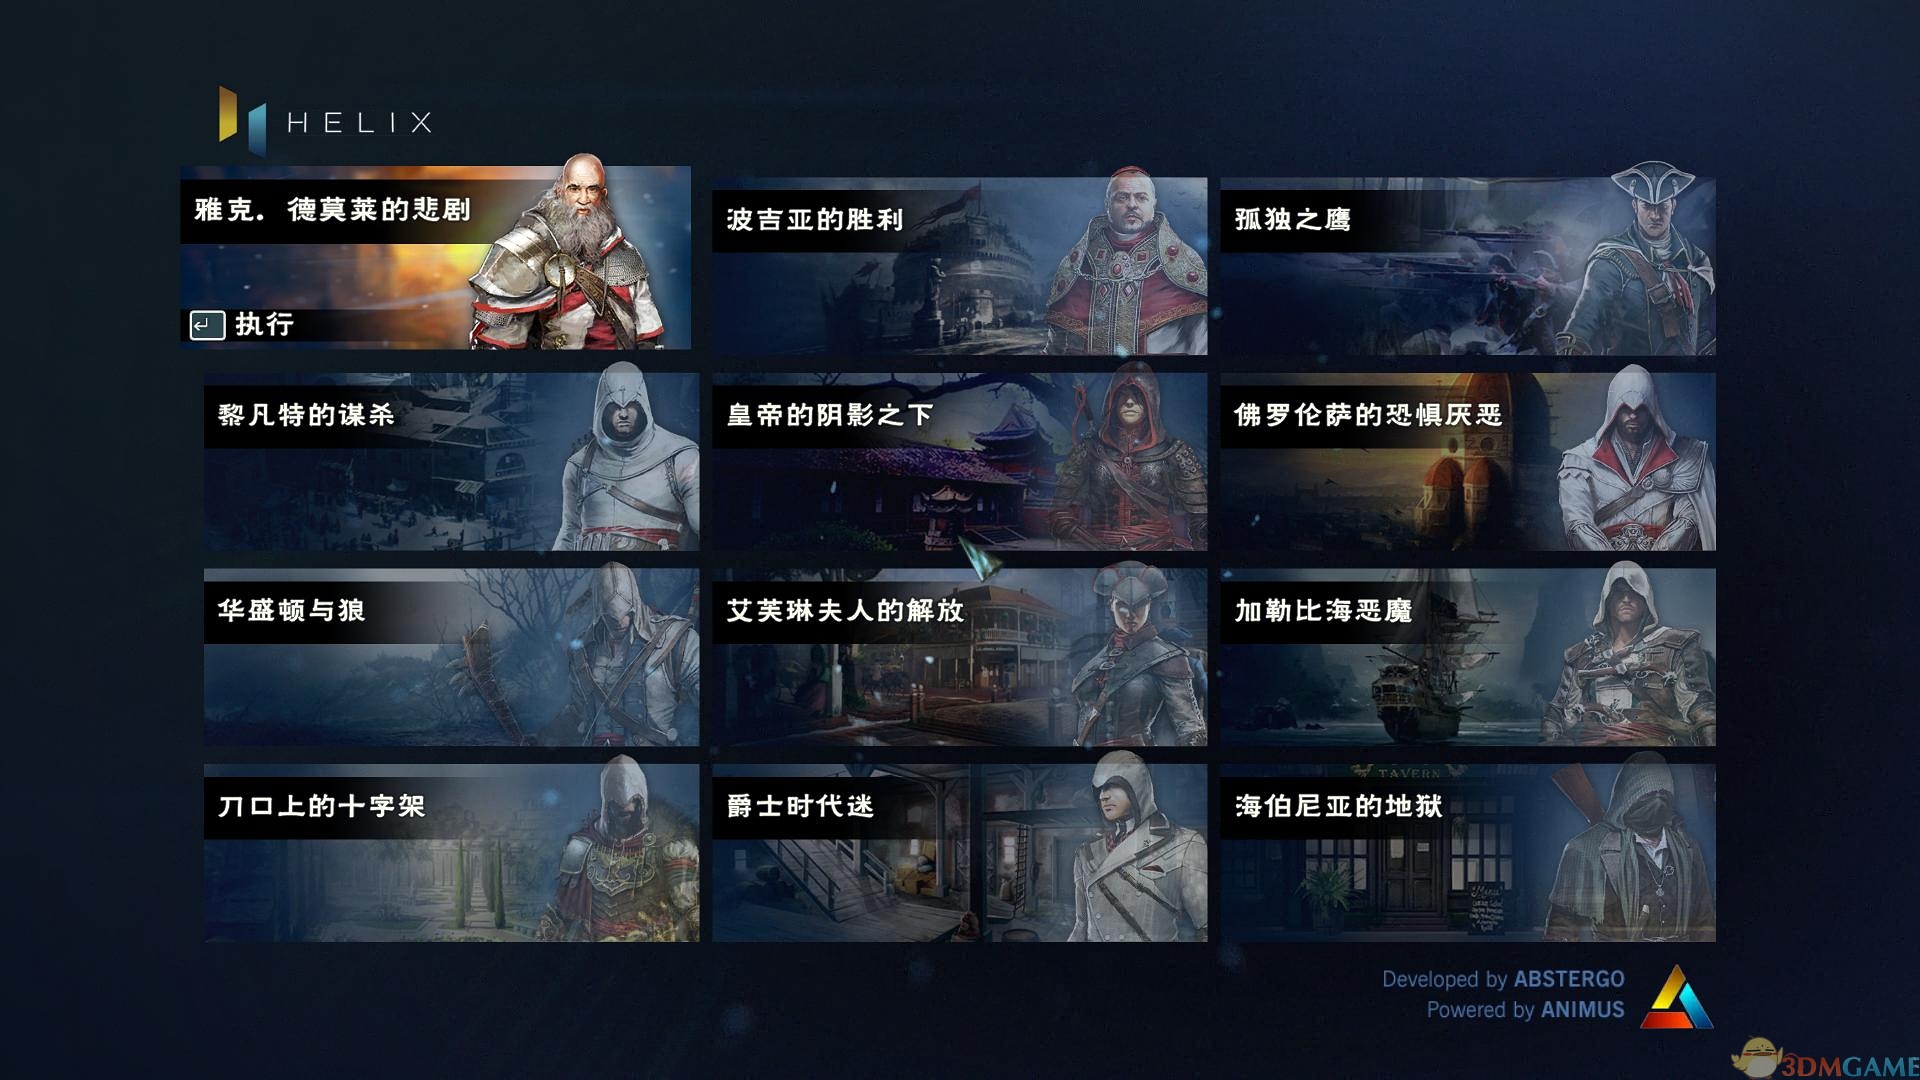 HELIX
雅克．德莫莱的悲剧
波吉亚的胜利
孤独之鹰
执行
黎凡特的谋杀
皇帝的阴影之下
佛罗伦萨的恐惧厌恶
华盛顿与狼
艾芙琳夫人的解放
加勒比海恶魔
刀口上的十字架
爵士时代迷
海伯尼亚的地狱
TAVERN
Menu
Developed by ABSTERGO
Powered by ANIMUS
3DMGAME